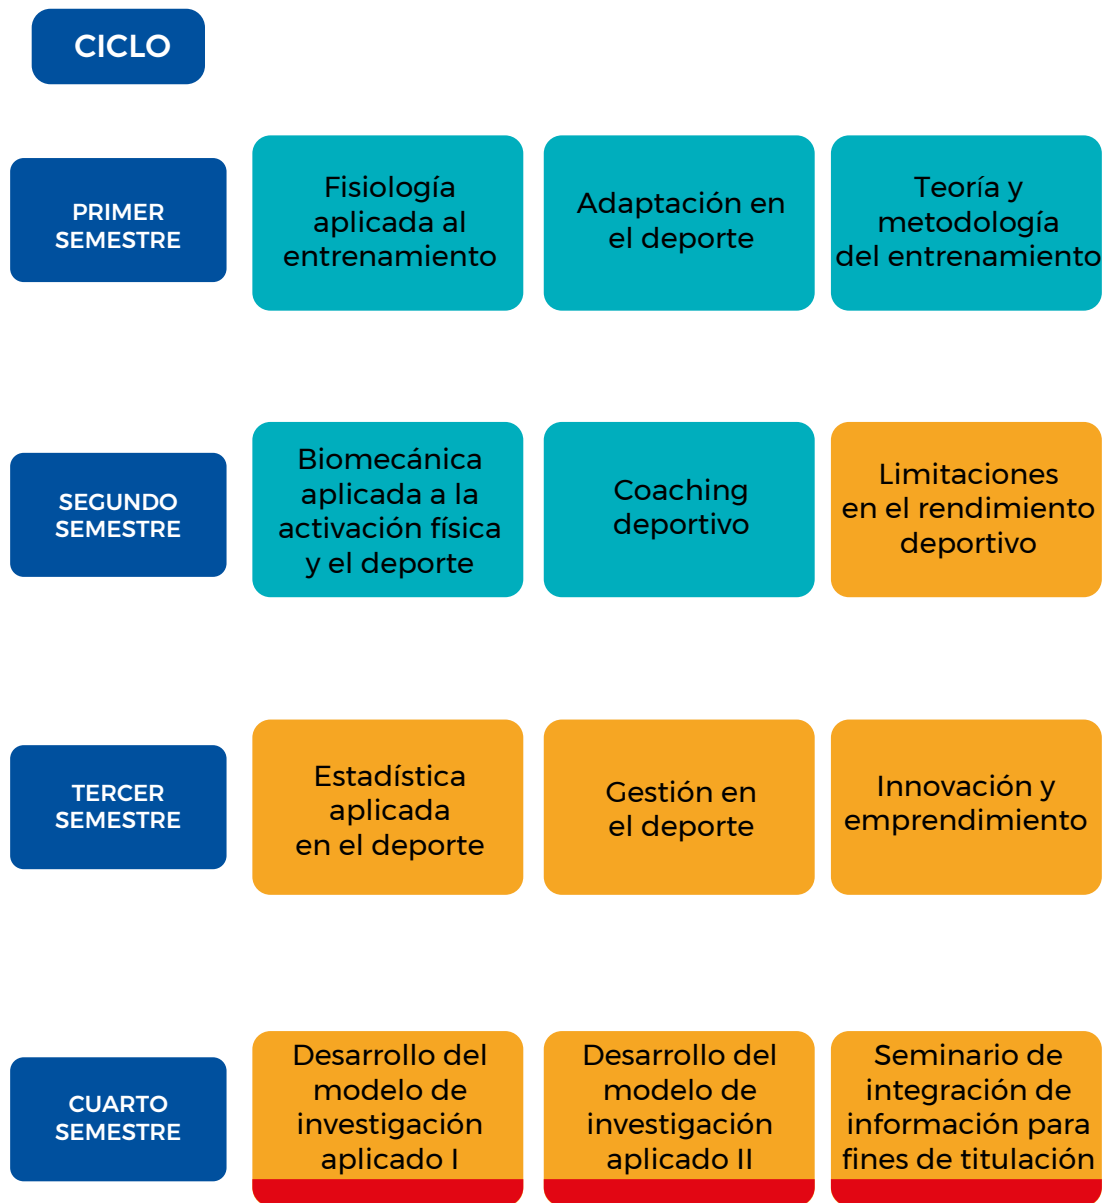 CICLO
PRIMER
SEMESTRE
Fisiología
aplicada al
entrenamiento
Adaptación en
el deporte
Teoría y
metodología
del entrenamiento
SEGUNDO
SEMESTRE
Biomecánica
aplicada a la
activación física
y el deporte
Coaching
deportivo
Limitaciones
en el rendimiento
deportivo
TERCER
SEMESTRE
Estadística
aplicada
en el deporte
Gestión en
el deporte
Innovación y
emprendimiento
CUARTO
SEMESTRE
Desarrollo del
modelo de
investigación
aplicado I
Desarrollo del
modelo de
investigación
aplicado II
Seminario de
integración de
información para
fines de titulación